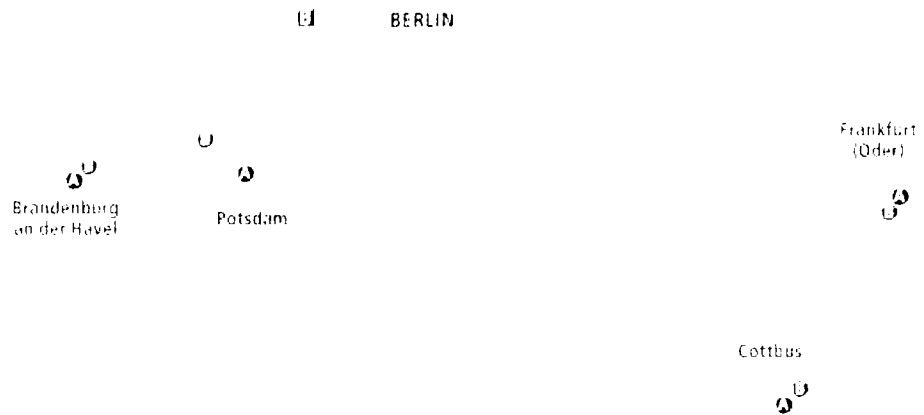 BERLIN
Frankfurt
(Oder)
A
A
A
Brandenburg
an der Havel
Potsdam
Cottbus
A